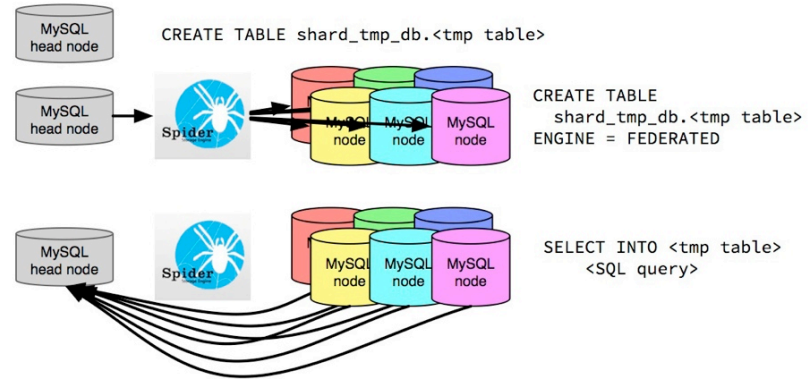 MySQL
head node
CREATE TABLE shard_tmp_db.<tmp table>
MySQL
head node
Spider
MySQL
node
MySQL
node
MySQL
node
CREATE TABLE
shard_tmp_db.<tmp table>
ENGINE = FEDERATED
MySQL
head node
Spider
MySQL
node
MySQL
node
MySQL
node
SELECT INTO <tmp table>
<SQL query>